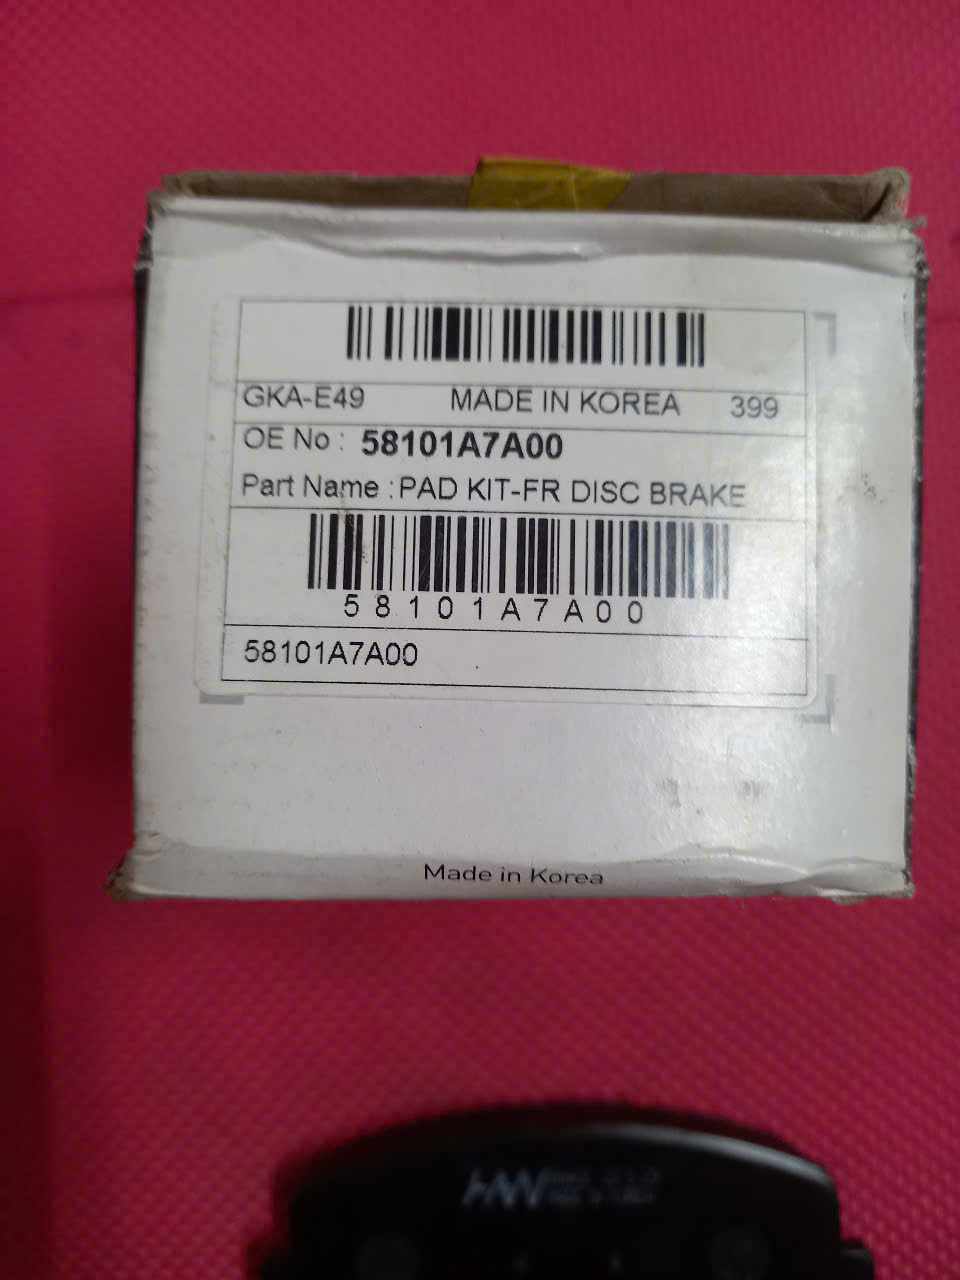 GKA-E49 MADE IN KOREA 399
OE No : 58101A7A00
Part Name : PAD KIT-FR DISC BRAKE
58101A7A00
58101A7A00
Made in Korea